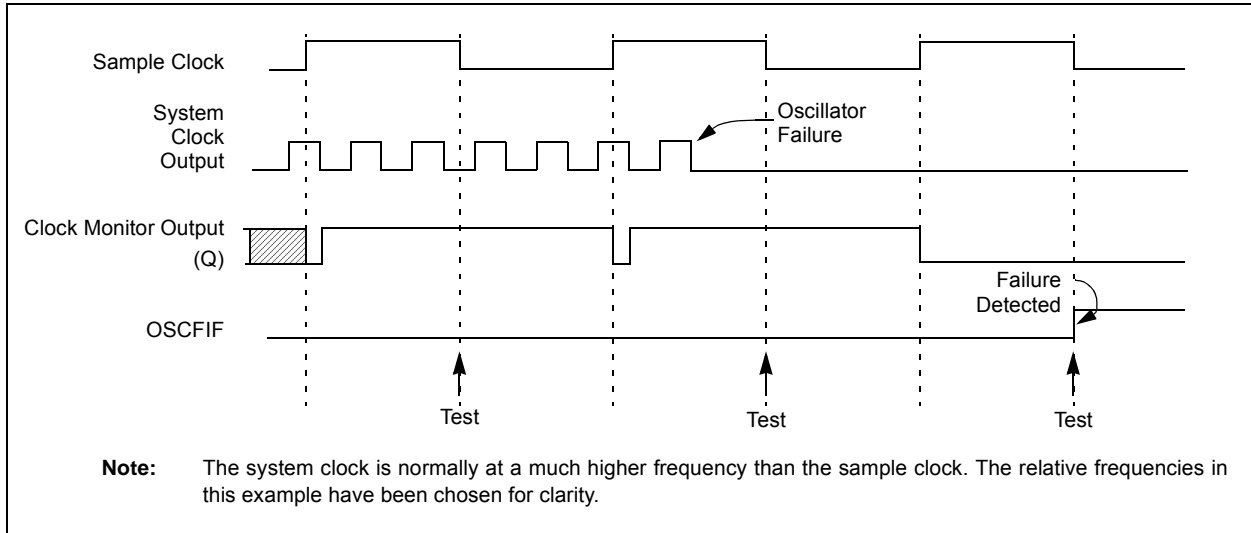 Sample Clock
System
Clock
Output
Oscillator
Failure
Clock Monitor Output
(Q)
Failure
Detected
OSCFIF
Test
Test
Test
Note: The system clock is normally at a much higher frequency than the sample clock. The relative frequencies in
this example have been chosen for clarity.